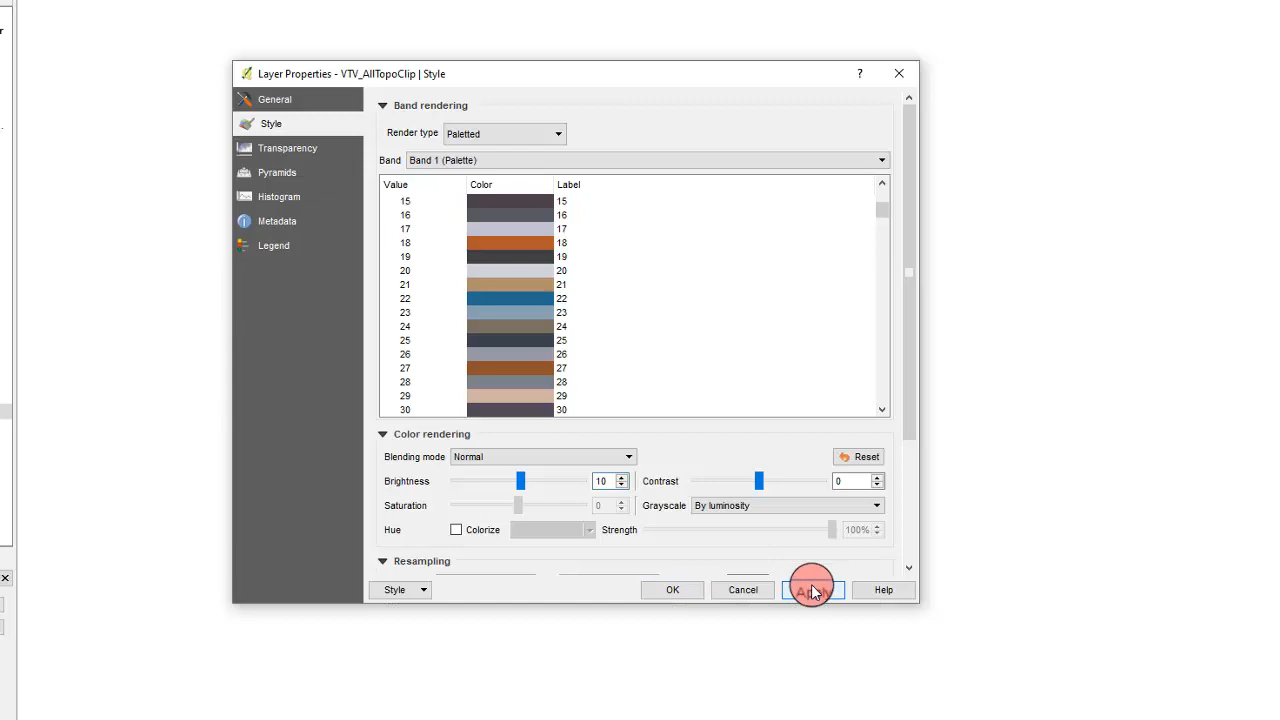 r
Layer Properties - VTV_AllTopoClip | Style
?
General
Style
Transparency
Pyramids
Histogram
Metadata
Legend
Band rendering
Render type Paletted
Band Band 1 (Palette)
Value Color Label
15 15
16 16
17 17
18 18
19 19
20 20
21 21
22 22
23 23
24 24
25 25
26 26
27 27
28 28
29 29
30 30
Color rendering
Blending mode Normal Reset
Brightness 10 Contrast 0
Saturation 0 Grayscale By luminosity
Hue Colorize Strength 100%
Resampling
Style OK Cancel Apply Help